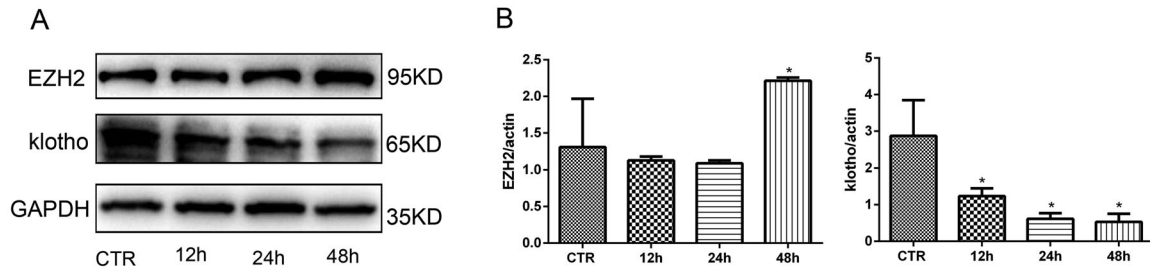 A
EZH2
95KD
klotho
65KD
GAPDH
35KD
CTR 12h 24h 48h
B
EZH2/actin
2.5
2.0
1.5
1.0
0.5
0.0
*
CTR 12h 24h 48h
klotho/actin
5
4
3
2
1
0
* * *
CTR 12h 24h 48h